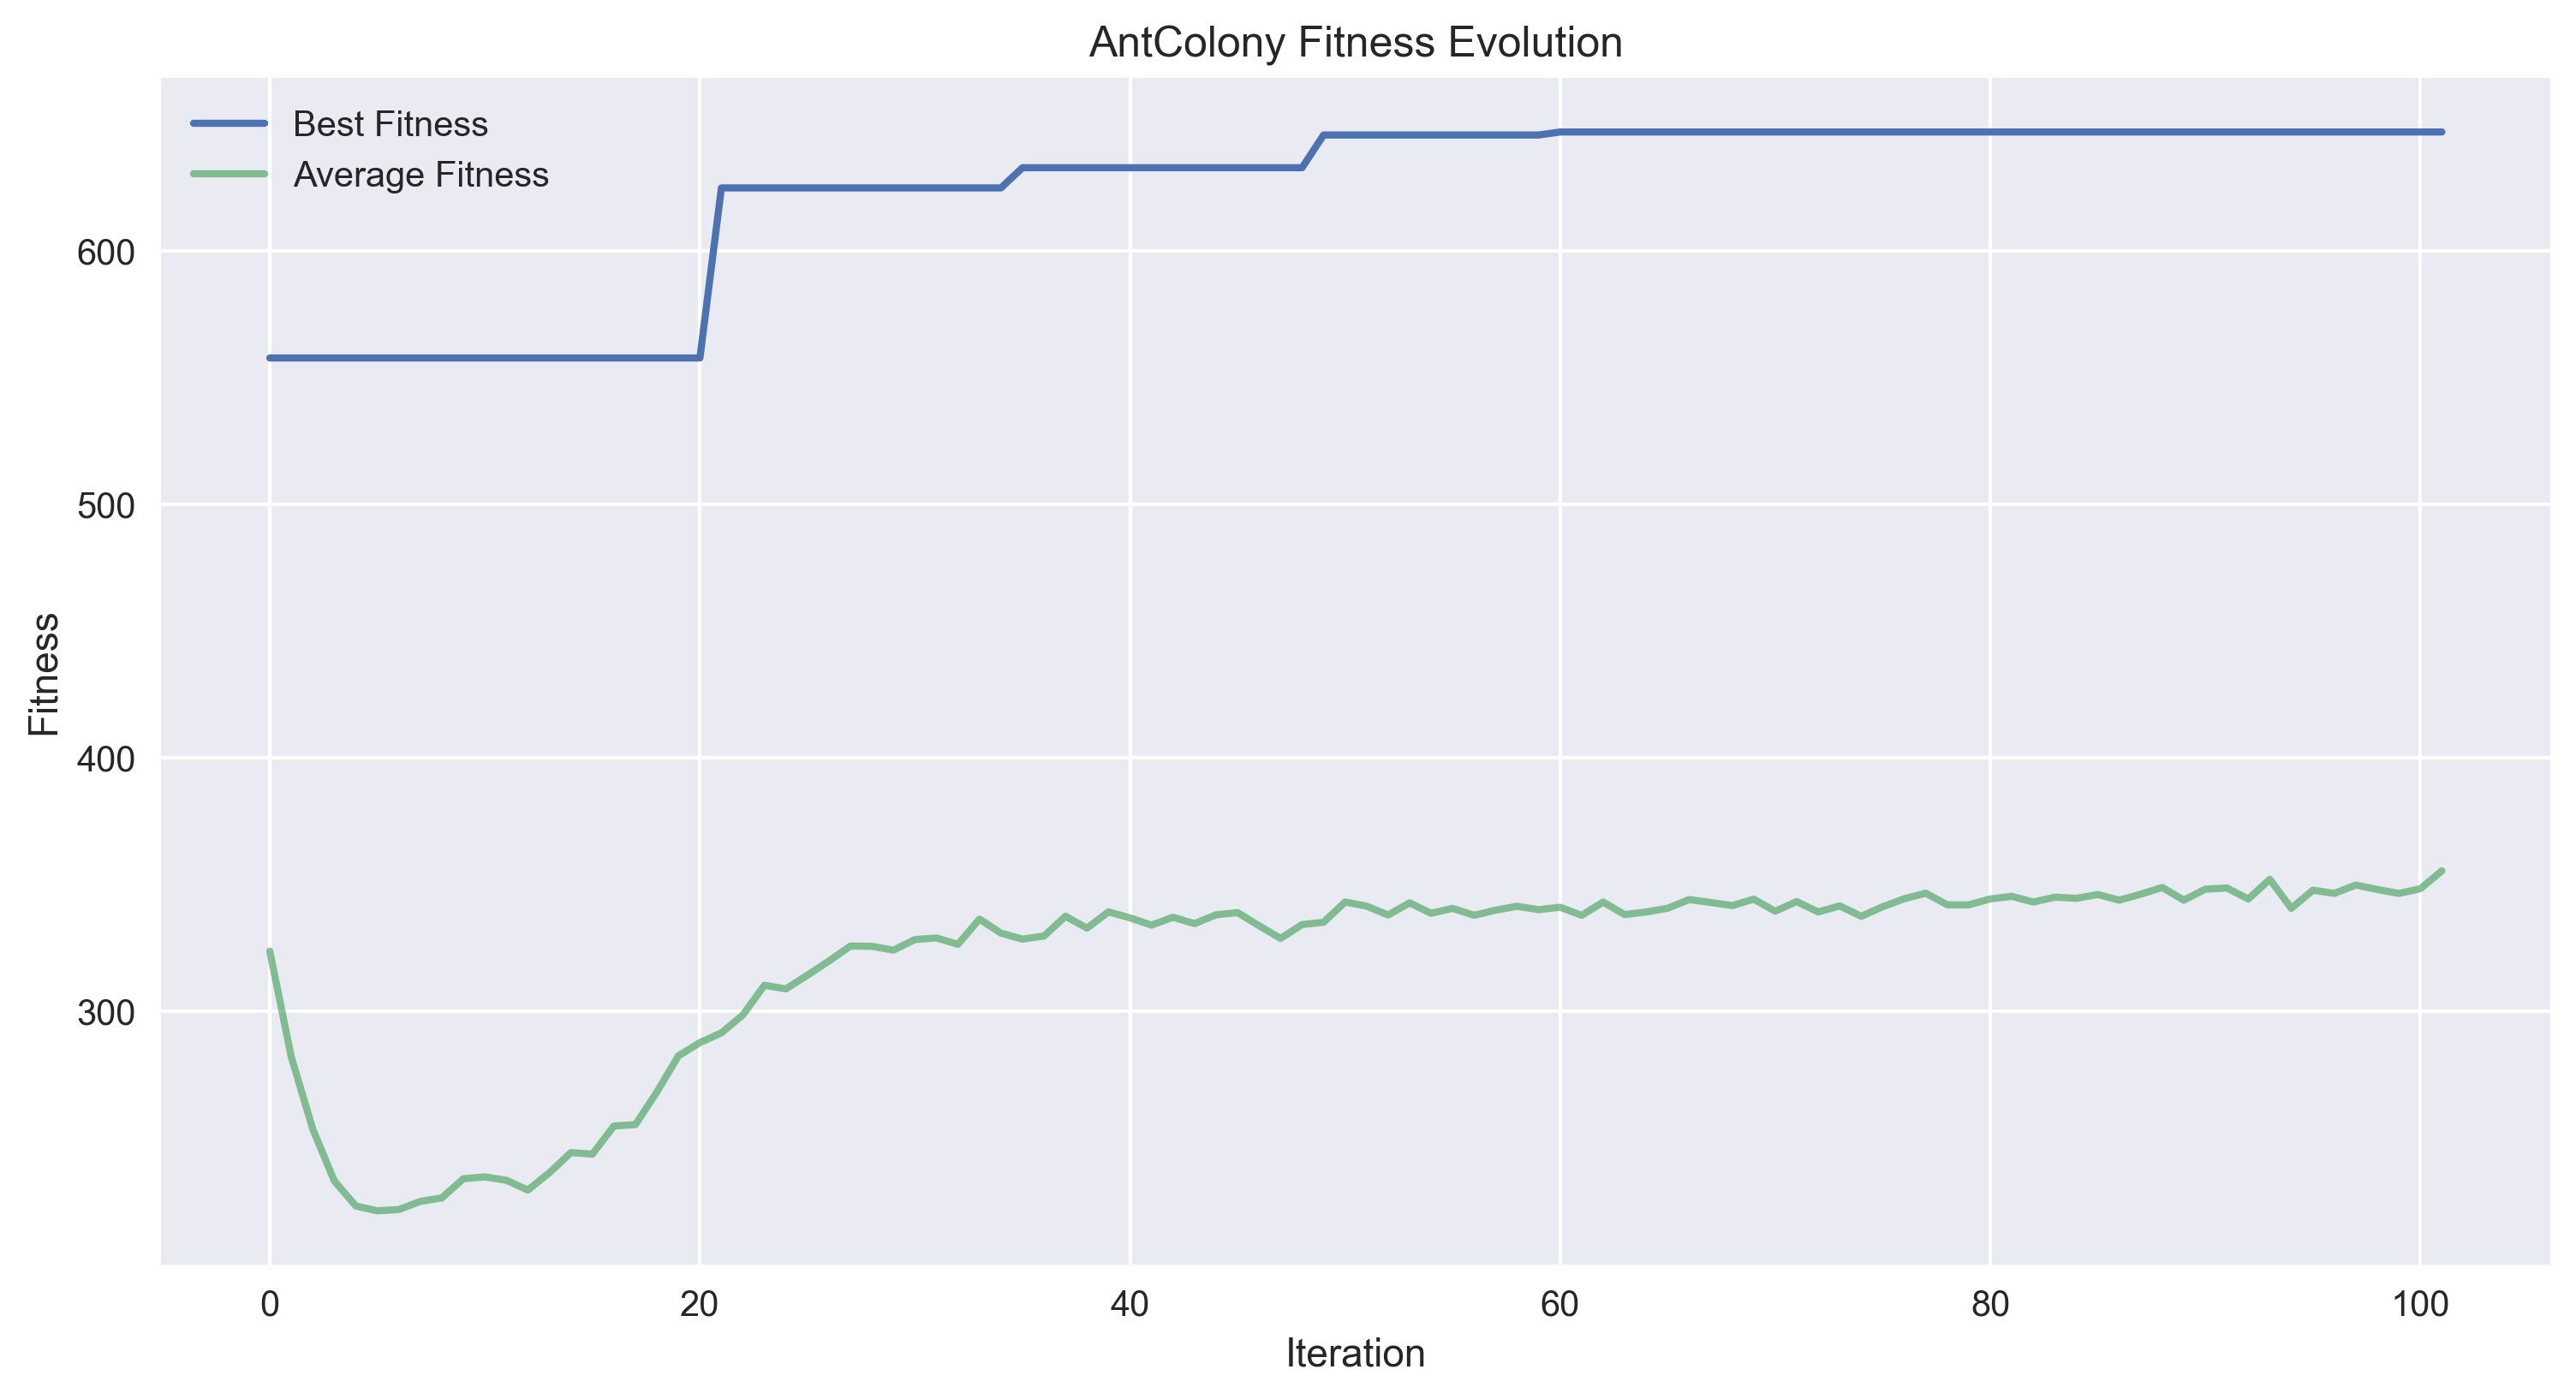 AntColony Fitness Evolution
Best Fitness
Average Fitness
600
500
400
300
Fitness
0 20 40 60 80 100
Iteration